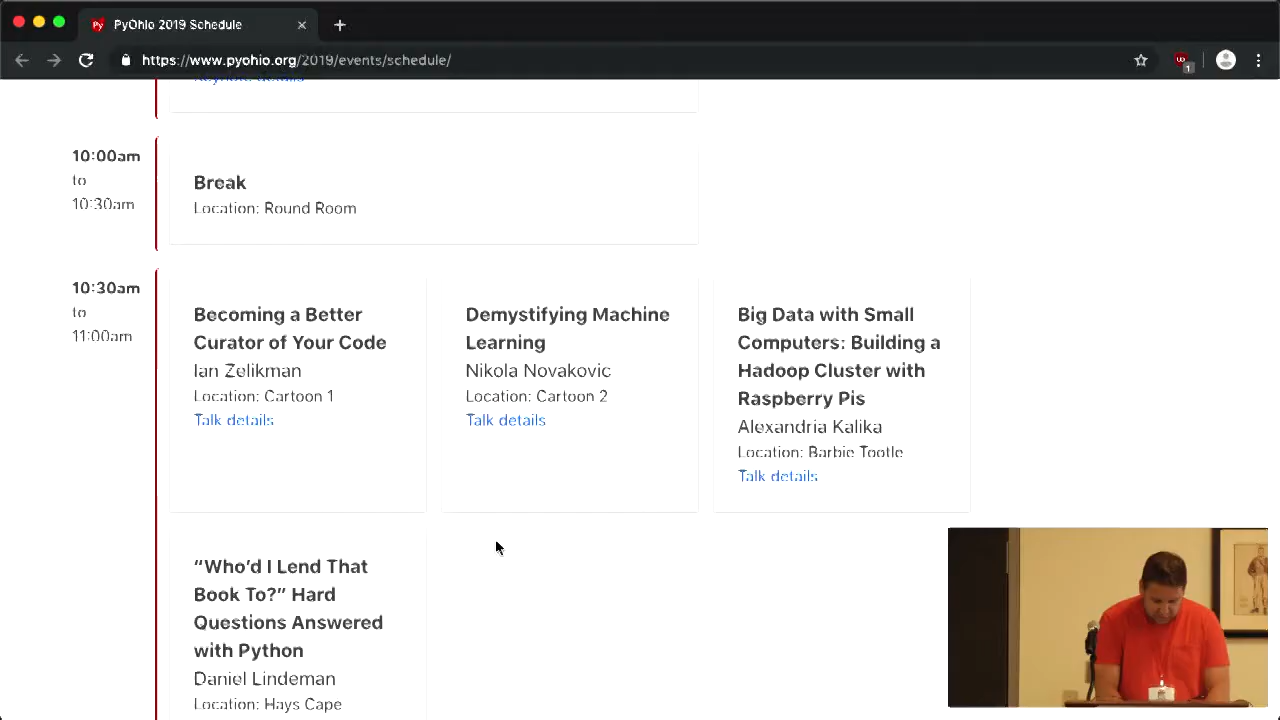 PyOhio 2019 Schedule
https://www.pyohio.org/2019/events/schedule/
1
Keynote details
10:00am
to
10:30am
Break
Location: Round Room
10:30am
to
11:00am
Becoming a Better
Curator of Your Code
Ian Zelikman
Location: Cartoon 1
Talk details
Demystifying Machine
Learning
Nikola Novakovic
Location: Cartoon 2
Talk details
Big Data with Small
Computers: Building a
Hadoop Cluster with
Raspberry Pis
Alexandria Kalika
Location: Barbie Tootle
Talk details
“Who’d I Lend That
Book To?” Hard
Questions Answered
with Python
Daniel Lindeman
Location: Hays Cape